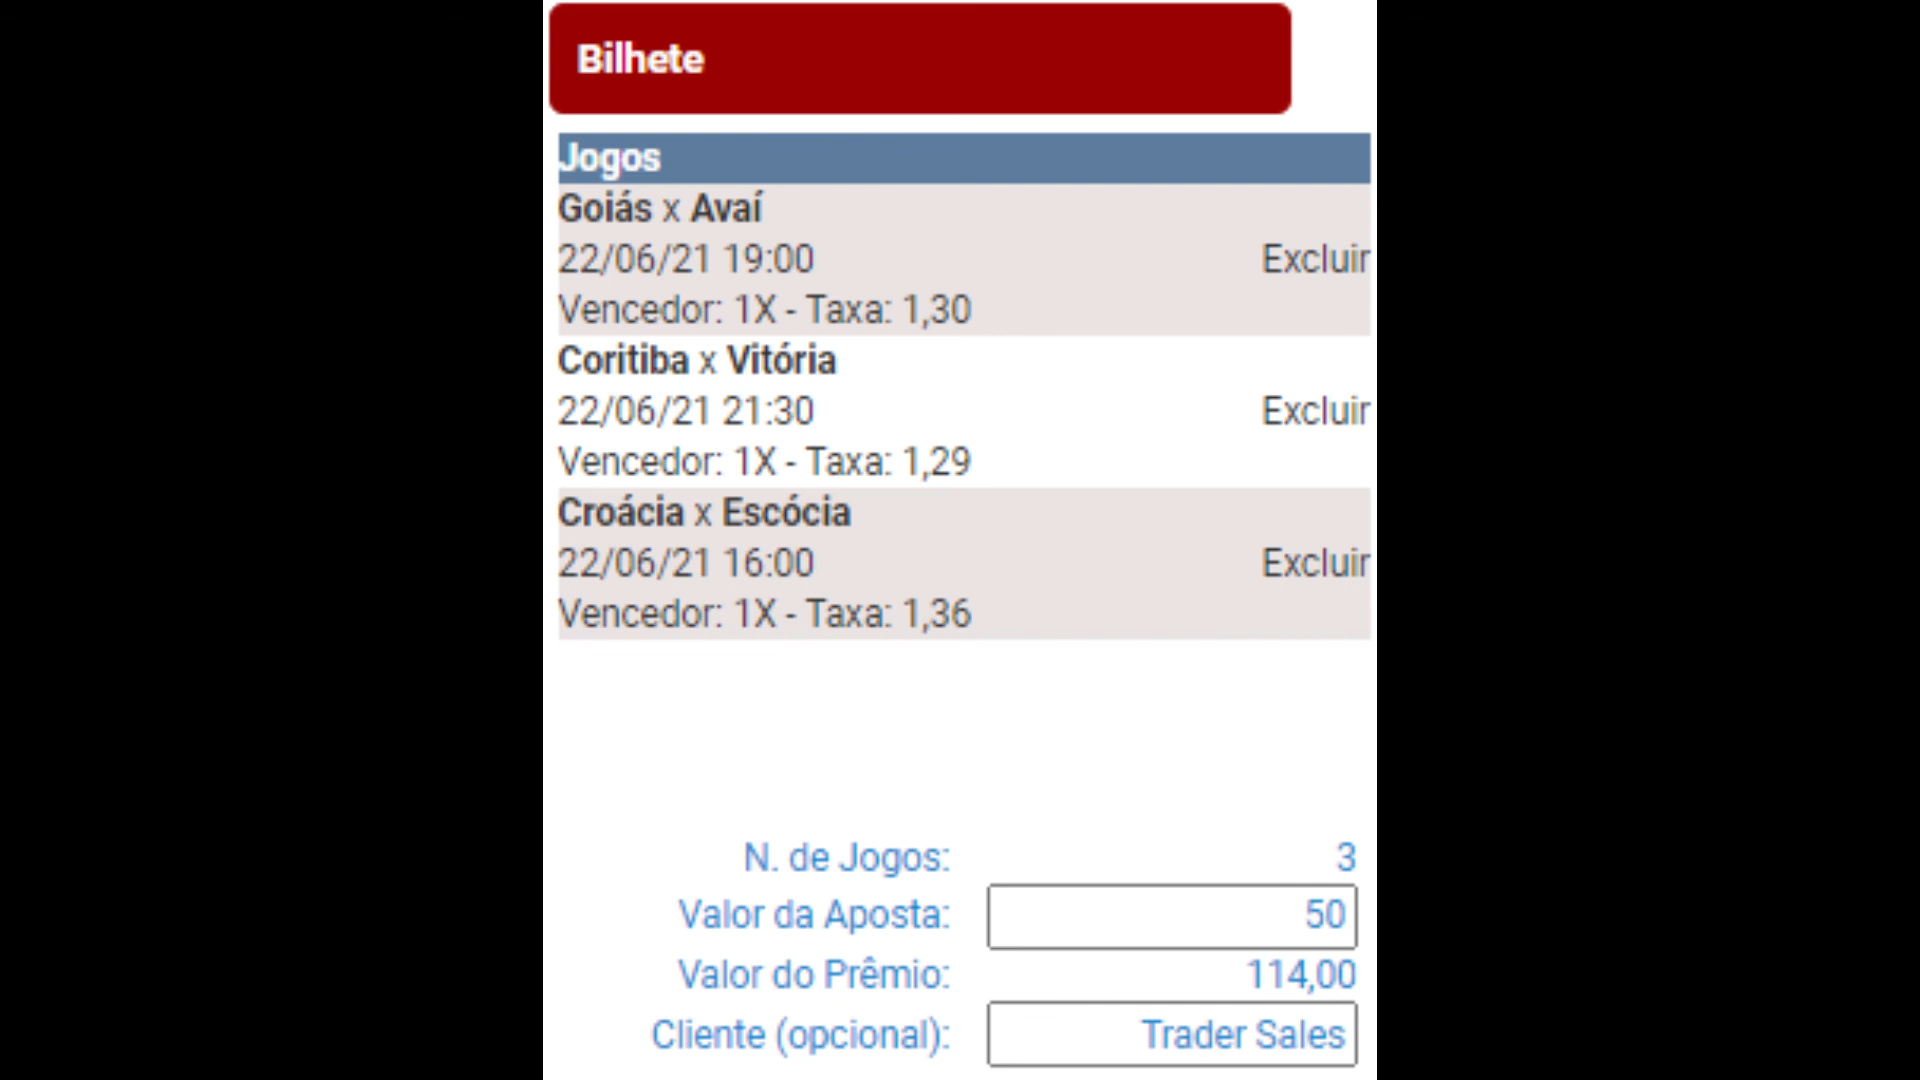 Bilhete
Jogos
Goiás x Avaí
22/06/21 19:00 Excluir
Vencedor: 1X - Taxa: 1,30
Coritiba x Vitória
22/06/21 21:30 Excluir
Vencedor: 1X - Taxa: 1,29
Croácia x Escócia
22/06/21 16:00 Excluir
Vencedor: 1X - Taxa: 1,36
N. de Jogos: 3
Valor da Aposta: 50
Valor do Prêmio: 114,00
Cliente (opcional): Trader Sales